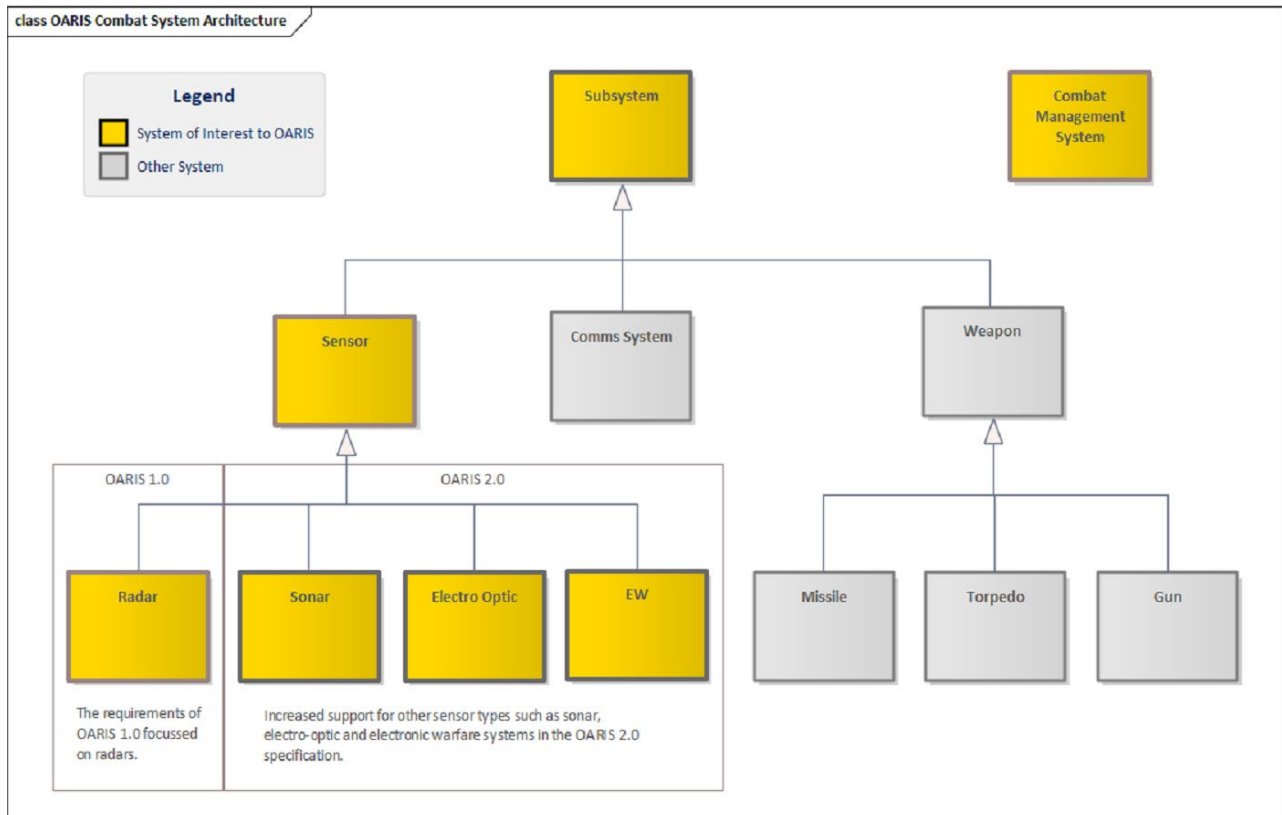 class OARIS Combat System Architecture
Legend
System of Interest to OARIS
Other System
Subsystem
Combat
Management
System
Sensor
Comms System
Weapon
OARIS 1.0
OARIS 2.0
Radar
Sonar
Electro Optic
EW
Missile
Torpedo
Gun
The requirements of
OARIS 1.0 focussed
on radars.
Increased support for other sensor types such as sonar,
electro-optic and electronic warfare systems in the OARIS 2.0
specification.